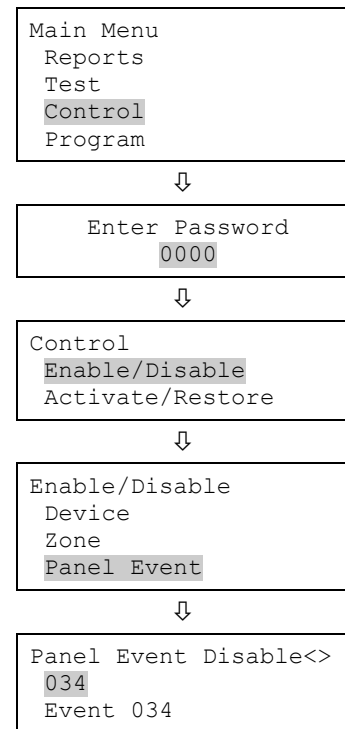 Main Menu
Reports
Test
Control
Program
⇩
Enter Password
0000
⇩
Control
Enable/Disable
Activate/Restore
⇩
Enable/Disable
Device
Zone
Panel Event
⇩
Panel Event Disable<>
034
Event 034